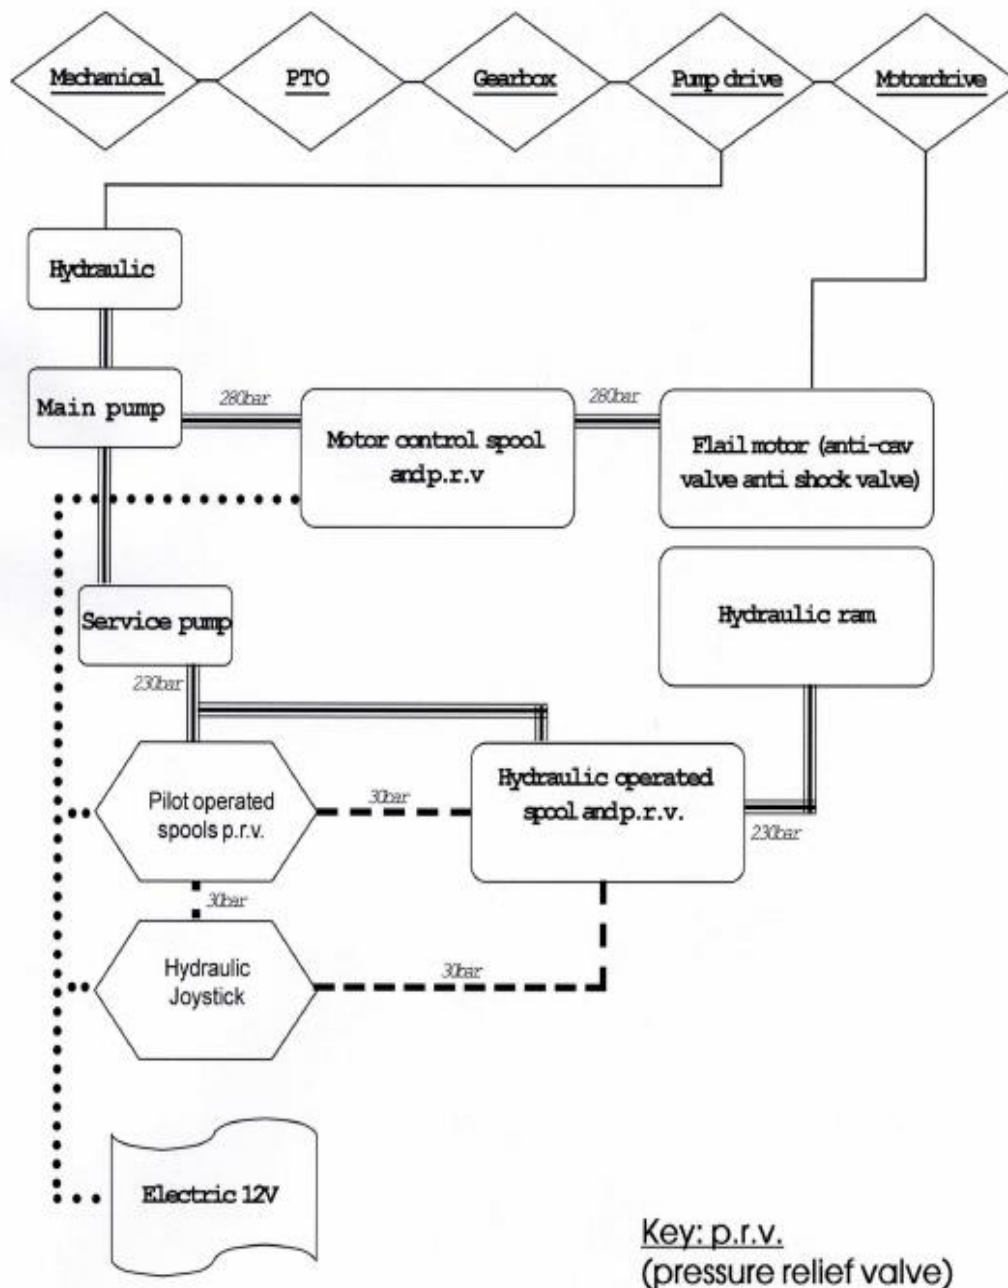 Mechanical
PTO
Gearbox
Pump drive
Motordrive
Hydraulic
Main pump
280bar
Motor control spool
and p.r.v
280bar
Flail motor (anti-cav
valve anti shock valve)
Service pump
Hydraulic ram
230bar
Pilot operated
spools p.r.v.
30bar
Hydraulic operated
spool and p.r.v.
230bar
30bar
Hydraulic
Joystick
30bar
Electric 12V
Key: p.r.v.
(pressure relief valve)